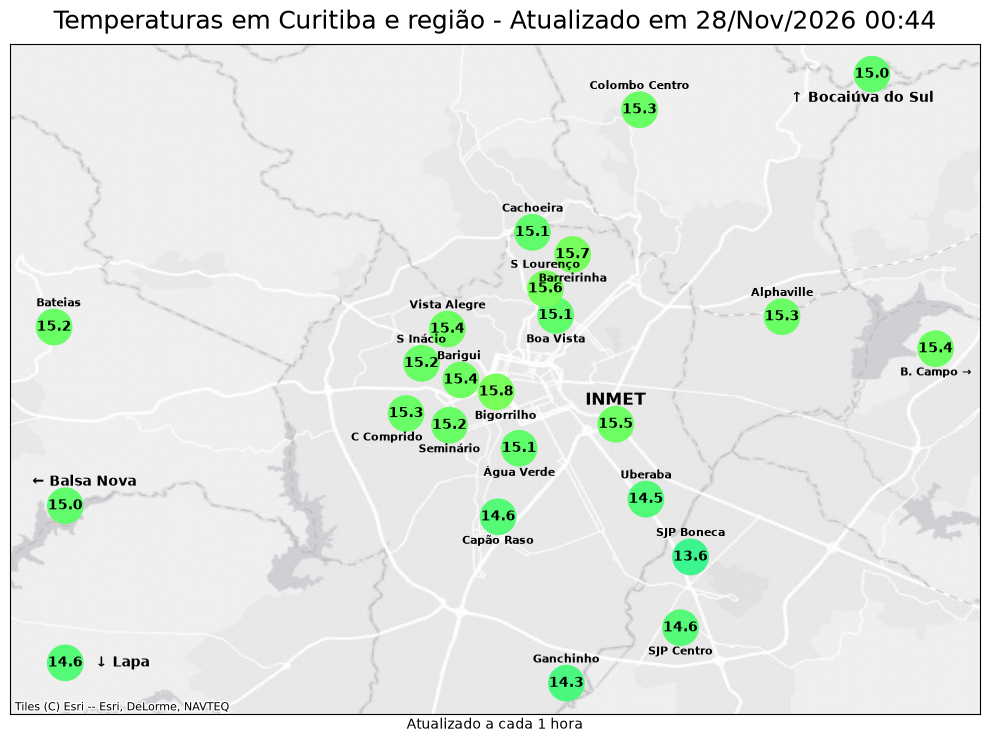 Temperaturas em Curitiba e região - Atualizado em 28/Nov/2026 00:44
15.0
↑ Bocaiúva do Sul
Colombo Centro
15.3
Cachoeira
15.1
15.7
S Lourenço
Barreirinha
15.6
15.1
Boa Vista
Bateias
15.2
Vista Alegre
15.4
S Inácio
15.2
Barigui
15.4
15.8
Bigorrilho
Alphaville
15.3
15.4
B. Campo →
INMET
15.5
15.3
C Comprido
15.2
Seminário
15.1
Água Verde
← Balsa Nova
15.0
Uberaba
14.5
14.6
Capão Raso
SJP Boneca
13.6
14.6
SJP Centro
14.6
↓ Lapa
Ganchinho
14.3
Tiles (C) Esri -- Esri, DeLorme, NAVTEQ
Atualizado a cada 1 hora